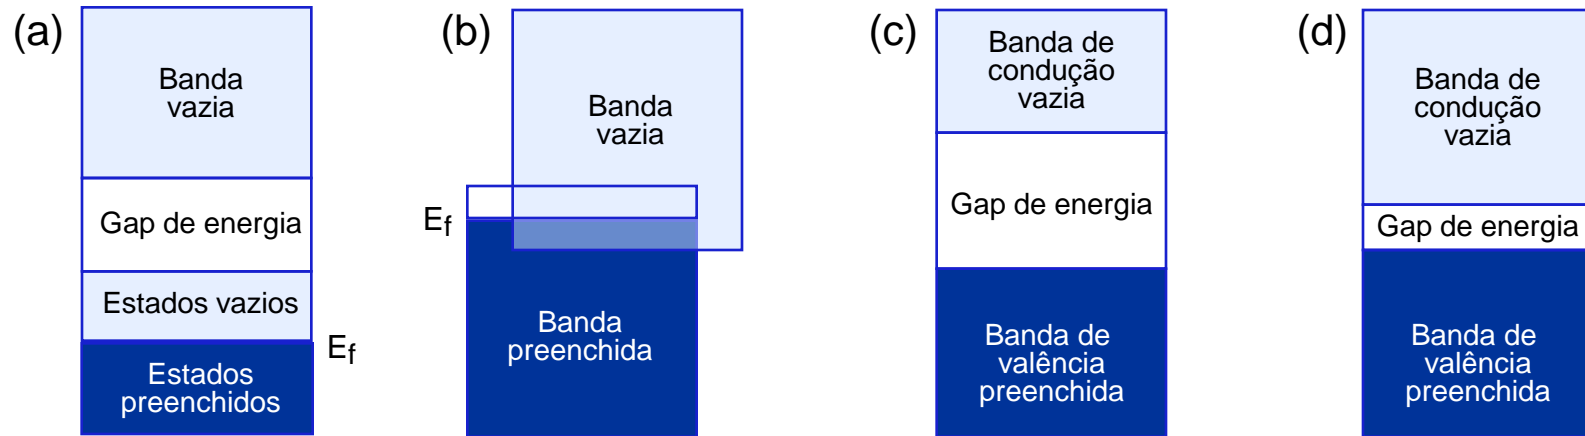 (a)
Banda
vazia
Gap de energia
Estados vazios
Ef
Estados
preenchidos
(b)
Banda
vazia
Ef
Banda
preenchida
(c)
Banda de
condução
vazia
Gap de energia
Banda de
valência
preenchida
(d)
Banda de
condução
vazia
Gap de energia
Banda de
valência
preenchida